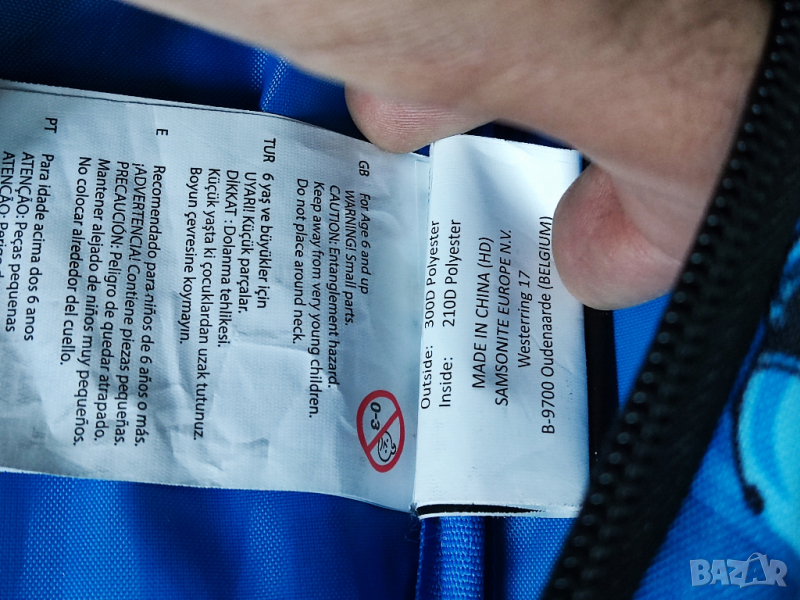 Outside: 300D Polyester
Inside: 210D Polyester
MADE IN CHINA (HD)
SAMSONITE EUROPE N.V.
Westerring 17
B-9700 Oudenaarde (BELGIUM)
GB For Age 6 and up
WARNING! Small parts.
CAUTION: Entanglement hazard.
Keep away from very young children.
Do not place around neck.
0-3
TUR 6 yaş ve büyükler için
UYARI! Küçük parçalar.
DİKKAT : Dolanma tehlikesi.
Küçük yaşta ki çocuklardan uzak tutunuz.
Boyun çevresine koymayın.
E Recomendado para niños de 6 años o más.
¡ADVERTENCIA! Contiene piezas pequeñas.
PRECAUCIÓN: Peligro de quedar atrapado.
Mantener alejado de niños muy pequeños.
No colocar alrededor del cuello.
PT Para idade acima dos 6 anos
ATENÇÃO: Peças pequenas
ATENÇÃO:
BAZAR